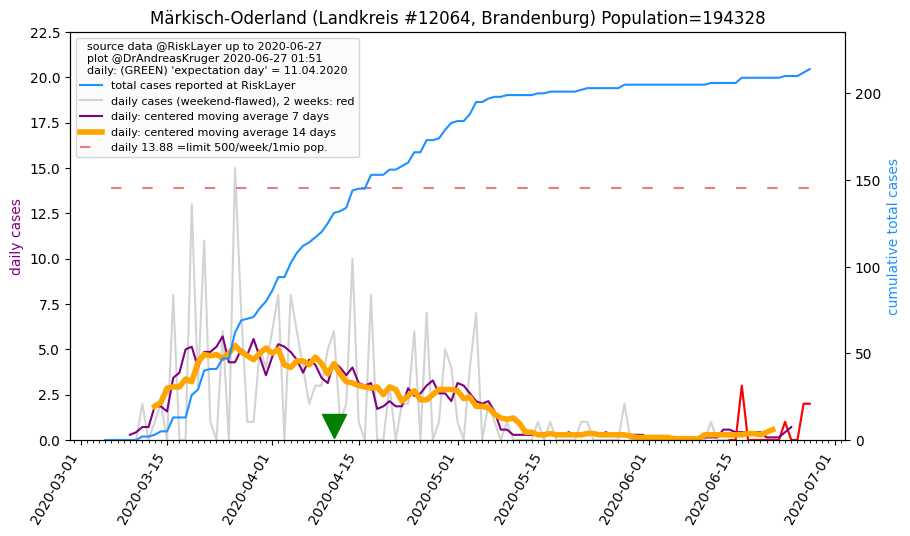 Märkisch-Oderland (Landkreis #12064, Brandenburg) Population=194328
source data @RiskLayer up to 2020-06-27
plot @DrAndreasKruger 2020-06-27 01:51
daily: (GREEN) 'expectation day' = 11.04.2020
total cases reported at RiskLayer
daily cases (weekend-flawed), 2 weeks: red
daily: centered moving average 7 days
daily: centered moving average 14 days
daily 13.88 =limit 500/week/1mio pop.
daily cases
22.5
20.0
17.5
15.0
12.5
10.0
7.5
5.0
2.5
0.0
cumulative total cases
200
150
100
50
0
2020-03-01
2020-03-15
2020-04-01
2020-04-15
2020-05-01
2020-05-15
2020-06-01
2020-06-15
2020-07-01